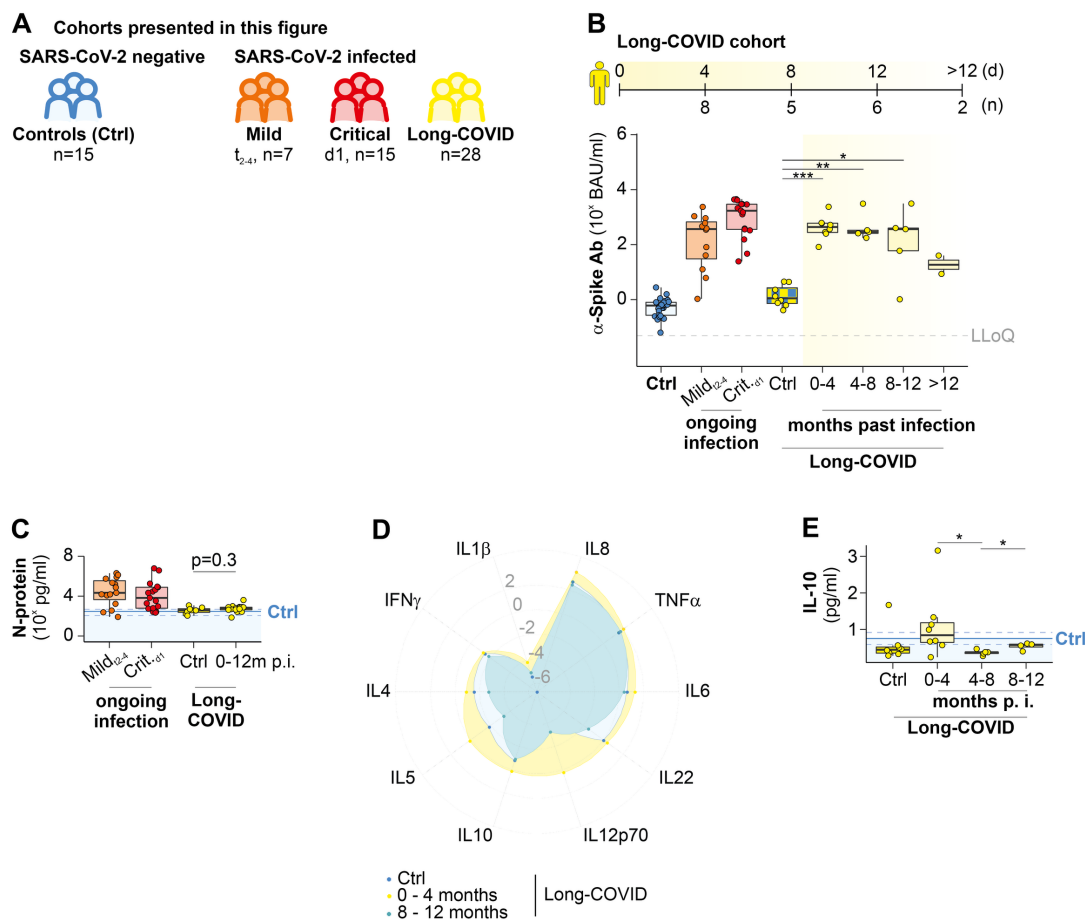 A
Cohorts presented in this figure
SARS-CoV-2 negative
SARS-CoV-2 infected
Controls (Ctrl)
n=15
Mild
t2-4, n=7
Critical
d1, n=15
Long-COVID
n=28
B
Long-COVID cohort
0 4 8 12 >12 (d)
8 5 6 2 (n)
α-Spike Ab (10^x BAU/ml)
6
4
2
0
*
**
***
LLoQ
Ctrl Mildt2-4 Crit.d1 Ctrl 0-4 4-8 8-12 >12
ongoing
infection
months past infection
Long-COVID
C
N-protein
(10^x pg/ml)
8
4
0
p=0.3
Ctrl
Mildt2-4 Crit.d1 Ctrl 0-12m p.i.
ongoing
infection
Long-
COVID
D
IL1β
IL8
IFNγ
TNFα
IL4
IL6
IL5
IL22
IL10
IL12p70
2
0
-2
-4
-6
Ctrl
0 - 4 months
8 - 12 months
Long-COVID
E
IL-10
(pg/ml)
3
2
1
* *
Ctrl
Ctrl 0-4 4-8 8-12
months p. i.
Long-COVID